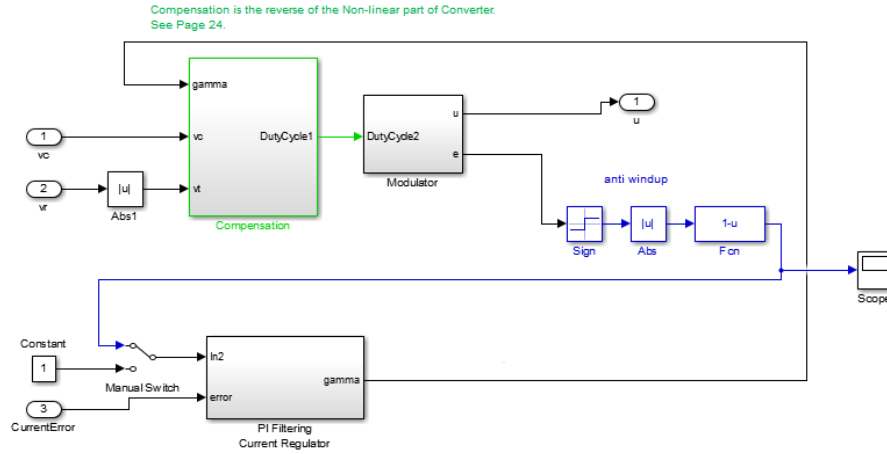 Compensation is the reverse of the Non-linear part of Converter.
See Page 24.
gamma
1
vc
vc
DutyCycle1
DutyCycle2
u
e
Modulator
1
u
2
vr
|u|
Abs1
vt
Compensation
anti windup
Sign
|u|
Abs
1-u
Fcn
Scope
Constant
1
Manual Switch
In2
error
gamma
3
CurrentError
PI Filtering
Current Regulator